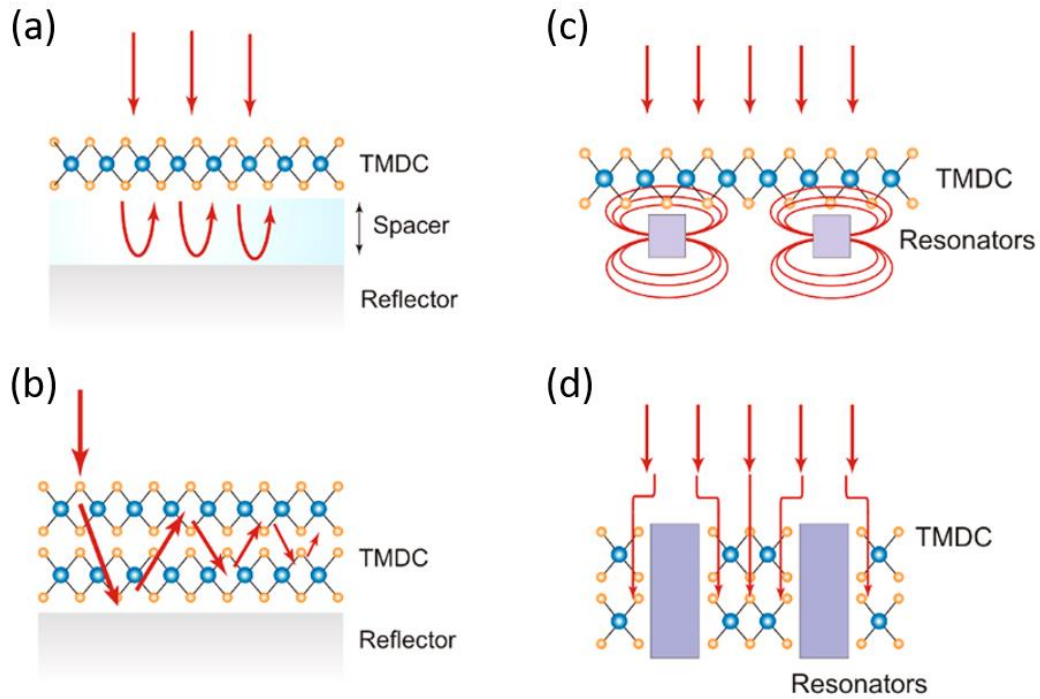 (a)
TMDC
Spacer
Reflector
(b)
TMDC
Reflector
(c)
TMDC
Resonators
(d)
TMDC
Resonators